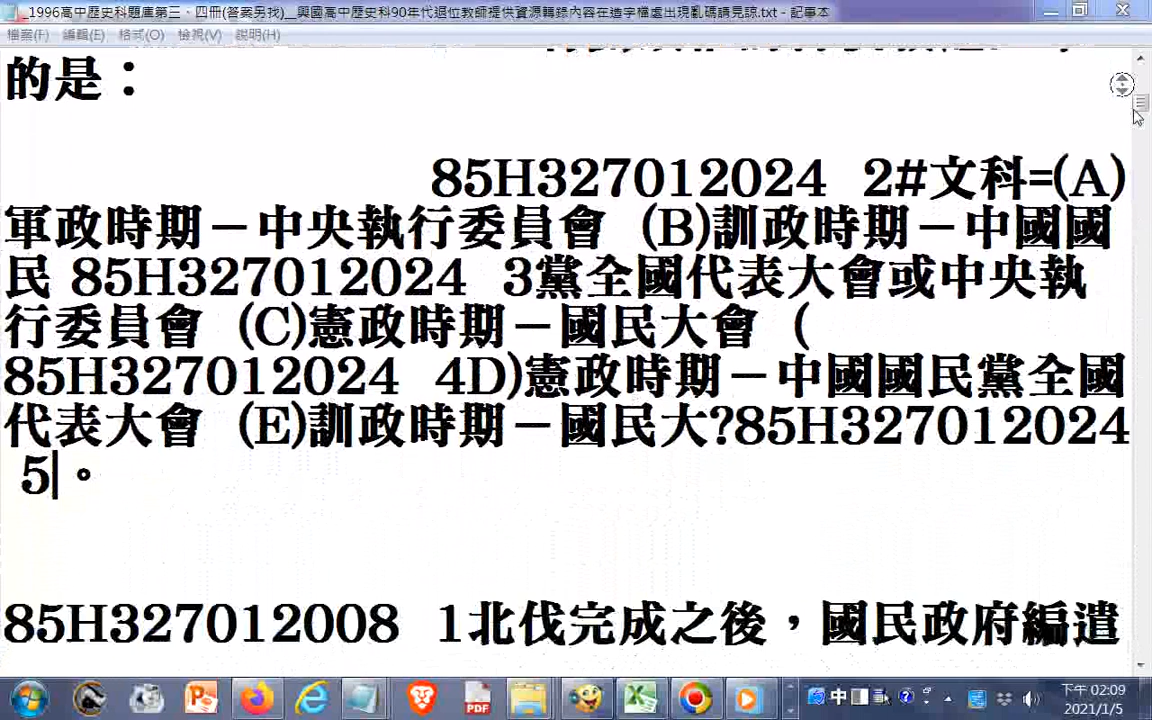 _1996高中歷史科題庫第三﹑四冊(答案另找)__興國高中歷史科90年代退位教師提供資源轉錄內容在造字檔處出現亂碼請見諒.txt - 記事本
檔案(F) 編輯(E) 格式(O) 檢視(V) 說明(H)
的是：
85H327012024 2#文科=(A)
軍政時期－中央執行委員會 (B)訓政時期－中國國
民 85H327012024 3黨全國代表大會或中央執
行委員會 (C)憲政時期－國民大會 (
85H327012024 4D)憲政時期－中國國民黨全國
代表大會 (E)訓政時期－國民大?85H327012024
5。
85H327012008 1北伐完成之後，國民政府編遣
中
PDF
下午 02:09
2021/1/5